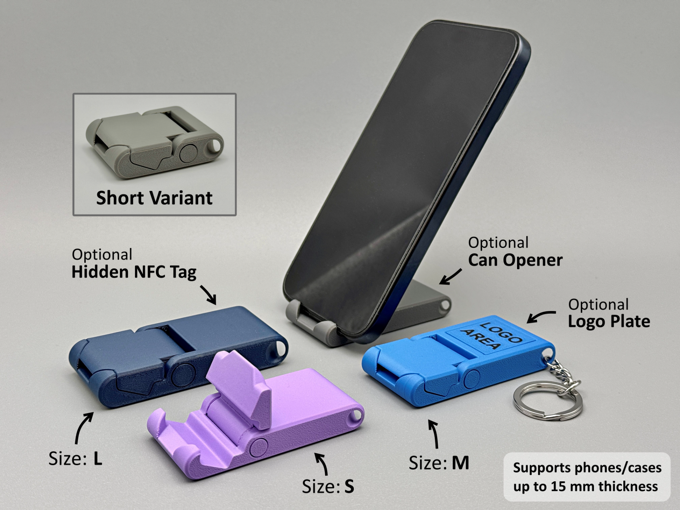 Short Variant
Optional
Hidden NFC Tag
Optional
Can Opener
Optional
Logo Plate
LOGO
AREA
Size: L
Size: S
Size: M
Supports phones/cases
up to 15 mm thickness